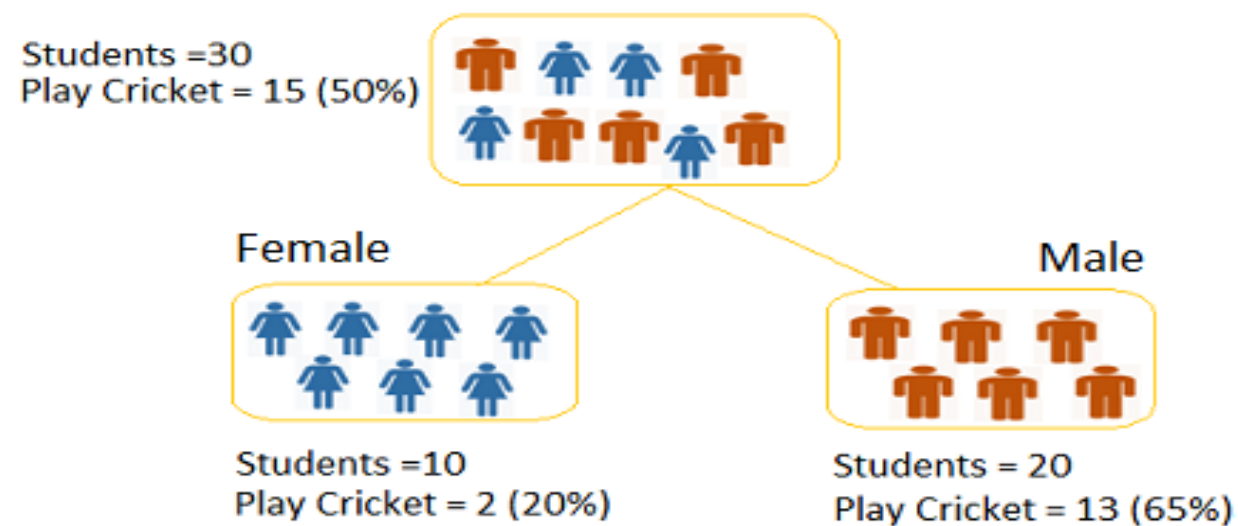 Students =30
Play Cricket = 15 (50%)
Female
Male
Students =10
Play Cricket = 2 (20%)
Students = 20
Play Cricket = 13 (65%)